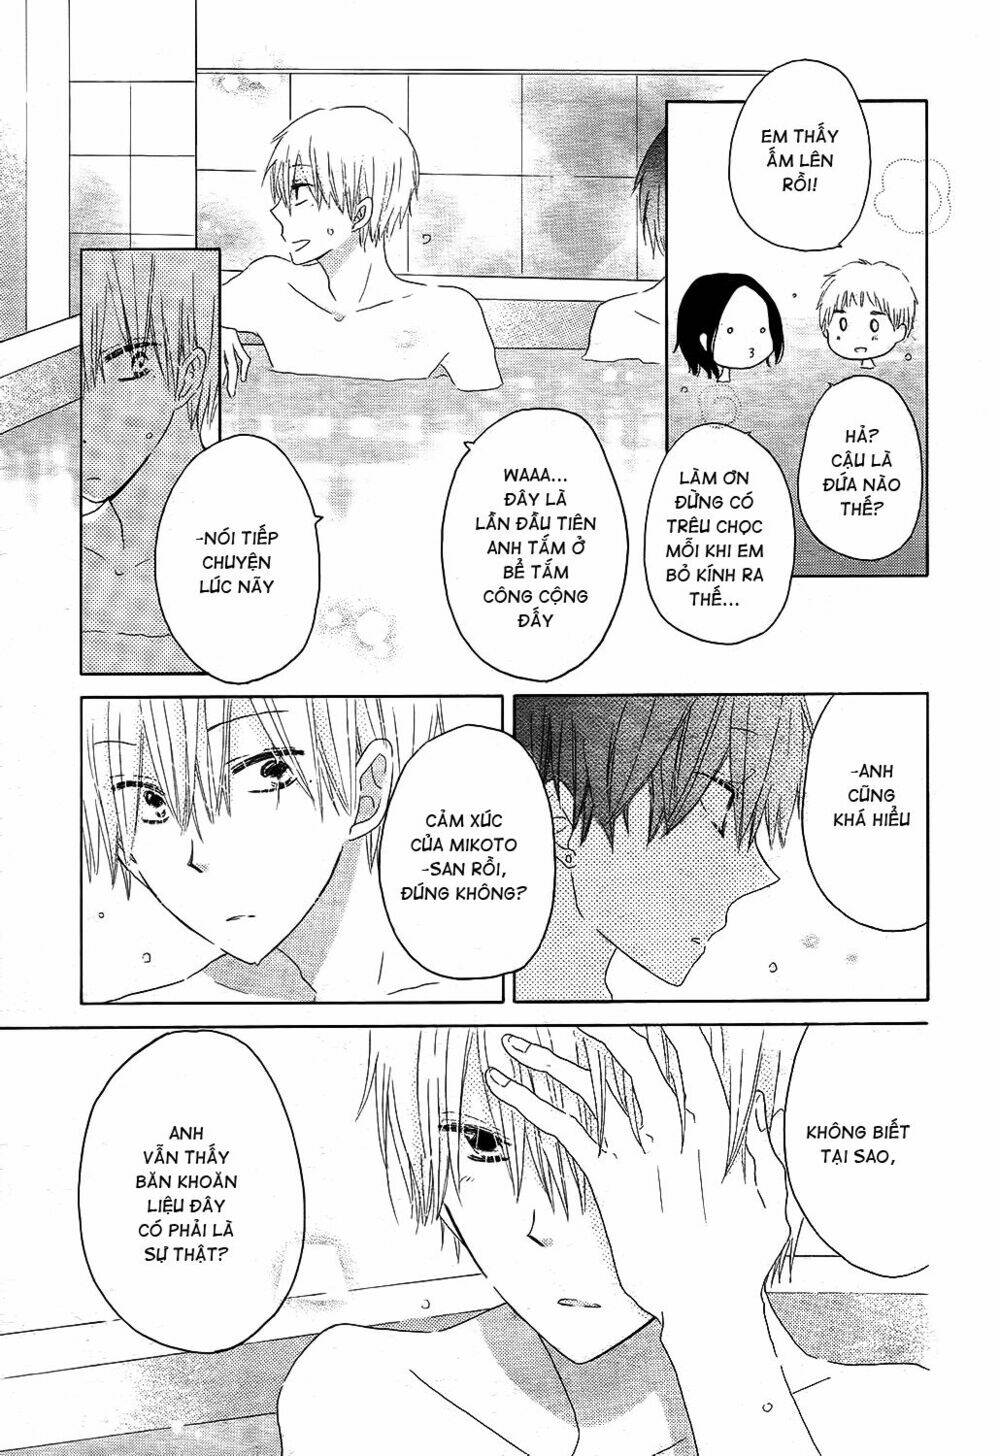 EM THẤY
ẤM LÊN
RỒI!
HẢ?
CẬU LÀ
ĐỨA NÀO
THẾ?
LÀM ƠN
ĐỪNG CÓ
TRÊU CHỌC
MỖI KHI EM
BỎ KÍNH RA
THẾ...
WAAA...
ĐÂY LÀ
LẦN ĐẦU TIÊN
ANH TẮM Ở
BỂ TẮM
CÔNG CỘNG
ĐẤY
-NÓI TIẾP
CHUYỆN
LÚC NÃY
-ANH
CŨNG
KHÁ HIỂU
CẢM XÚC
CỦA MIKOTO
-SAN RỒI,
ĐÚNG KHÔNG?
KHÔNG BIẾT
TẠI SAO,
ANH
VẪN THẤY
BĂN KHOĂN
LIỆU ĐÂY
CÓ PHẢI LÀ
SỰ THẬT?